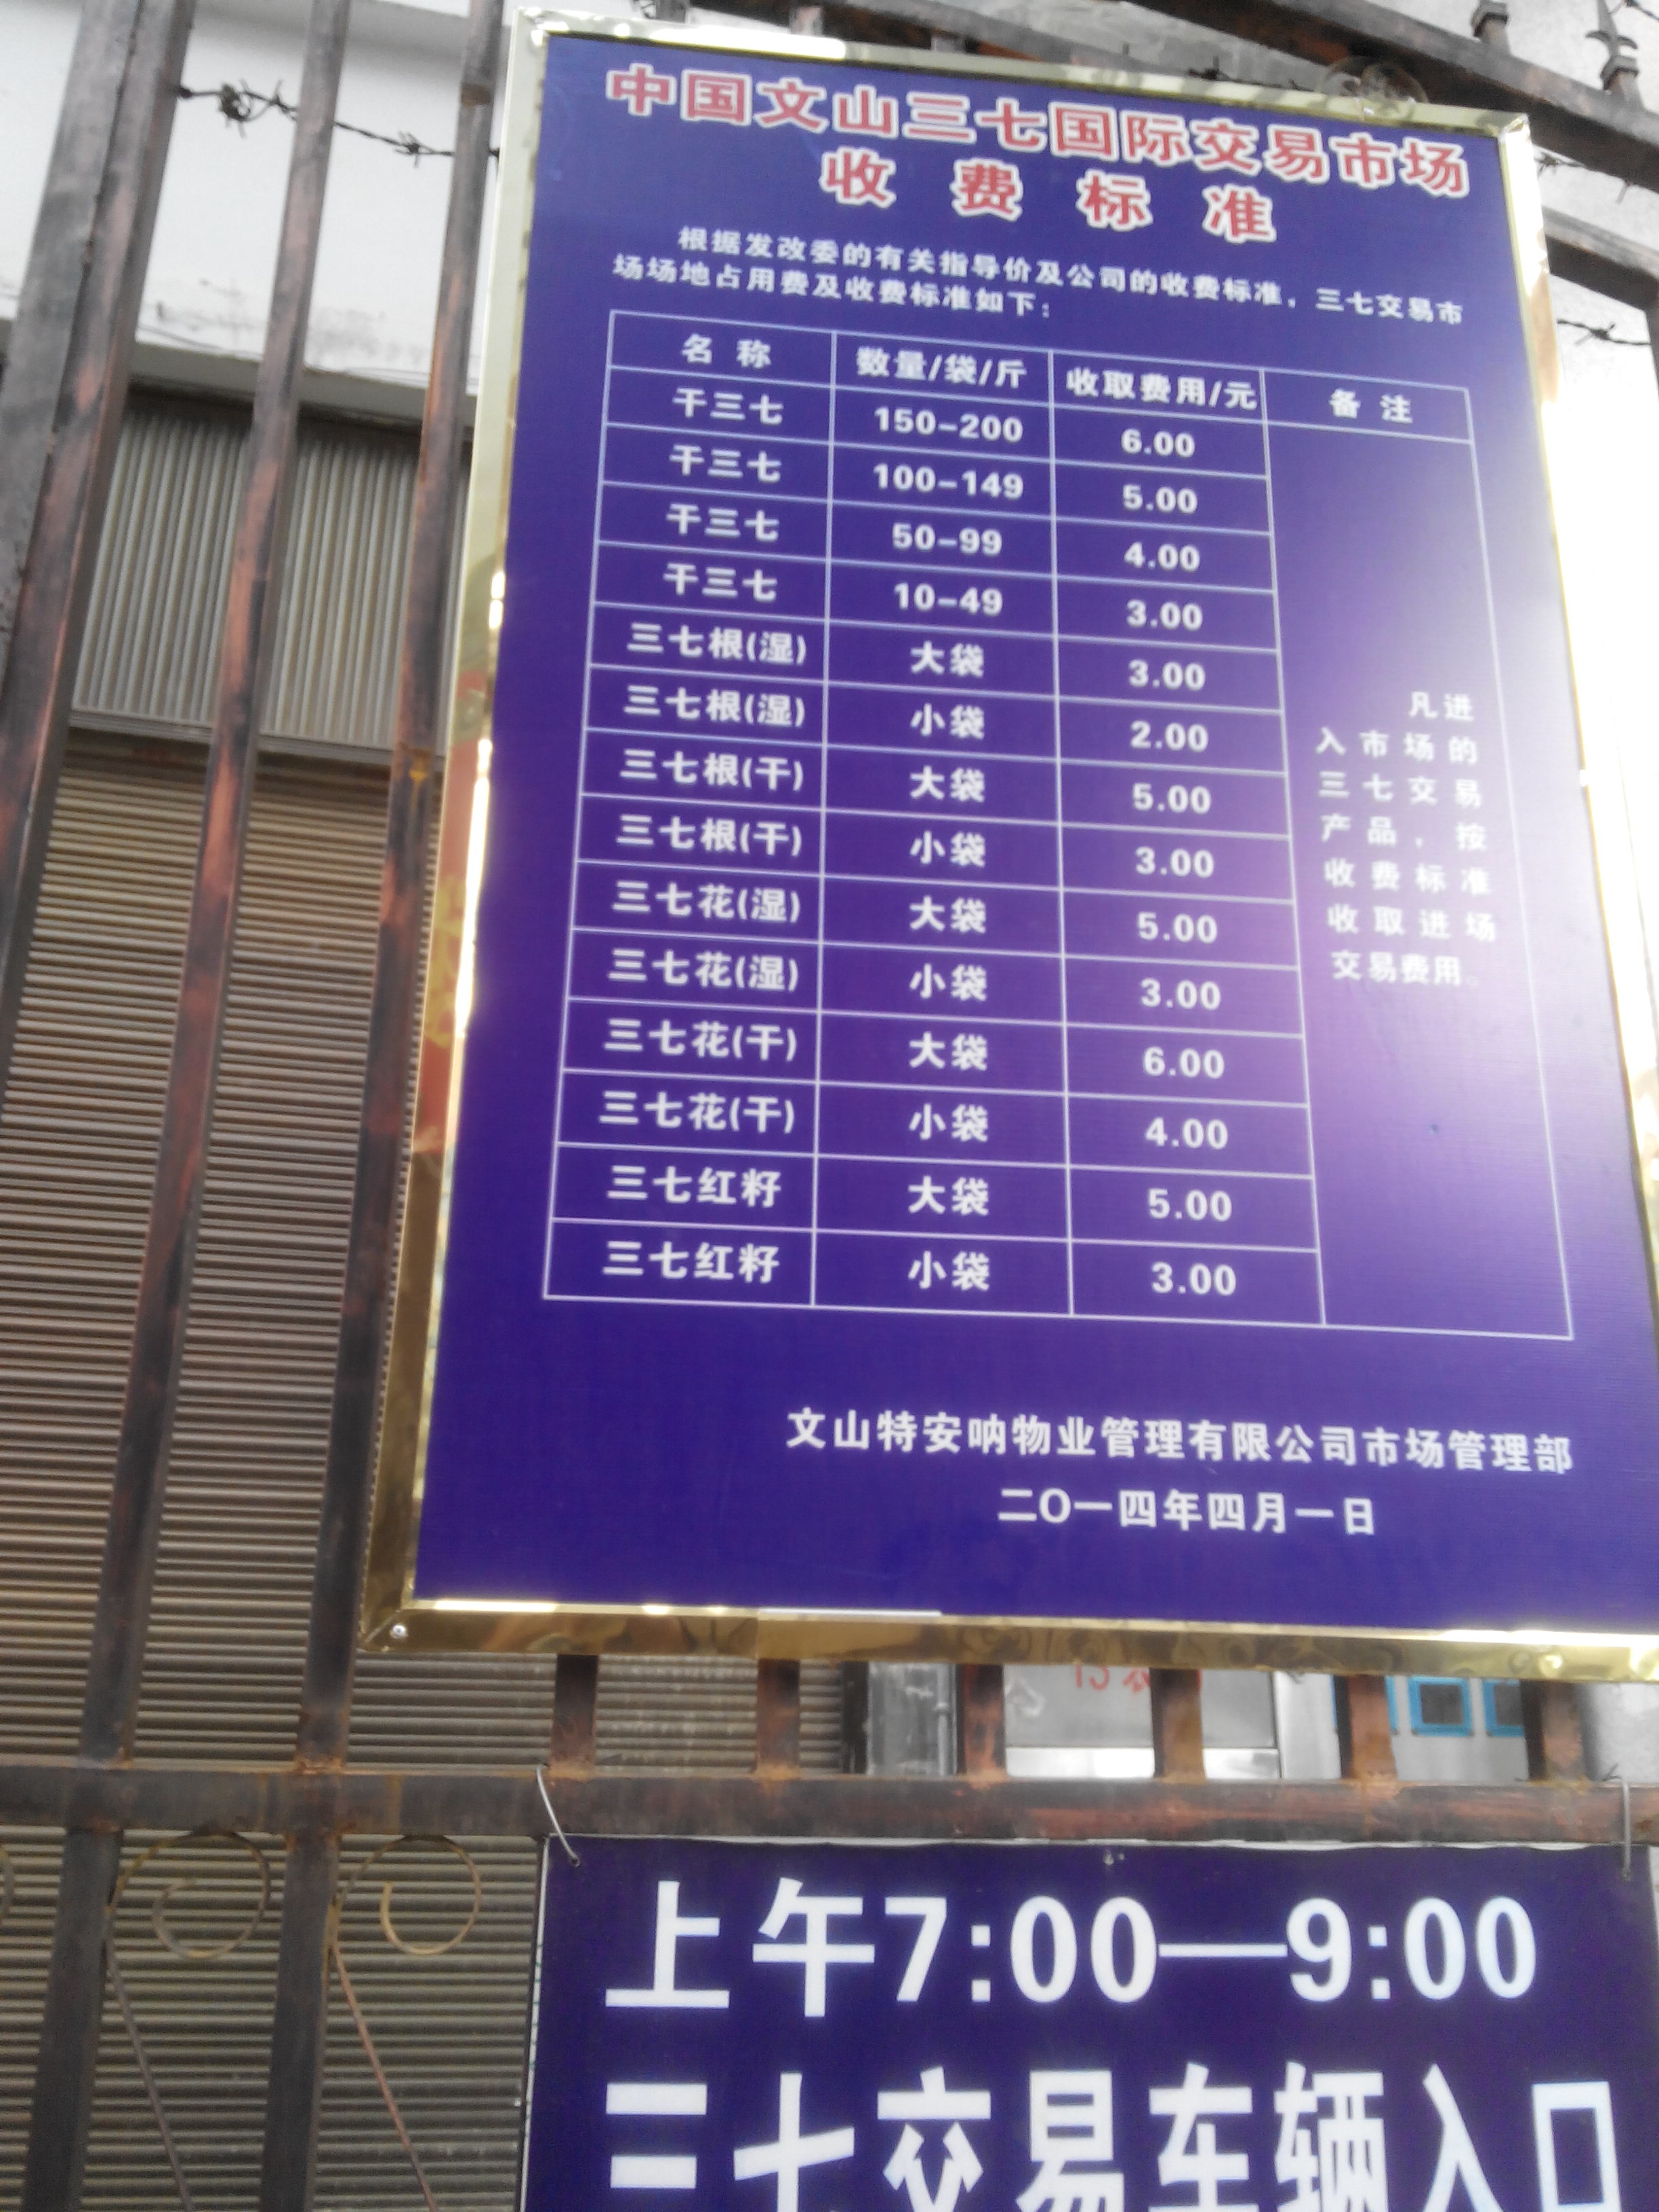 中国文山三七国际交易市场
收费标准
根据发改委的有关指导价及公司的收费标准，三七交易市
场场地占用费及收费标准如下：
名称 数量/袋/斤 收取费用/元 备注
干三七 150-200 6.00
干三七 100-149 5.00
干三七 50-99 4.00
干三七 10-49 3.00
三七根(湿) 大袋 3.00
三七根(湿) 小袋 2.00
三七根(干) 大袋 5.00
三七根(干) 小袋 3.00
三七花(湿) 大袋 5.00
三七花(湿) 小袋 3.00
三七花(干) 大袋 6.00
三七花(干) 小袋 4.00
三七红籽 大袋 5.00
三七红籽 小袋 3.00
凡进
入市场的
三七交易
产品，按
收费标准
收取进场
交易费用。
文山特安呐物业管理有限公司市场管理部
二〇一四年四月一日
上午7:00—9:00
三七交易车辆入口